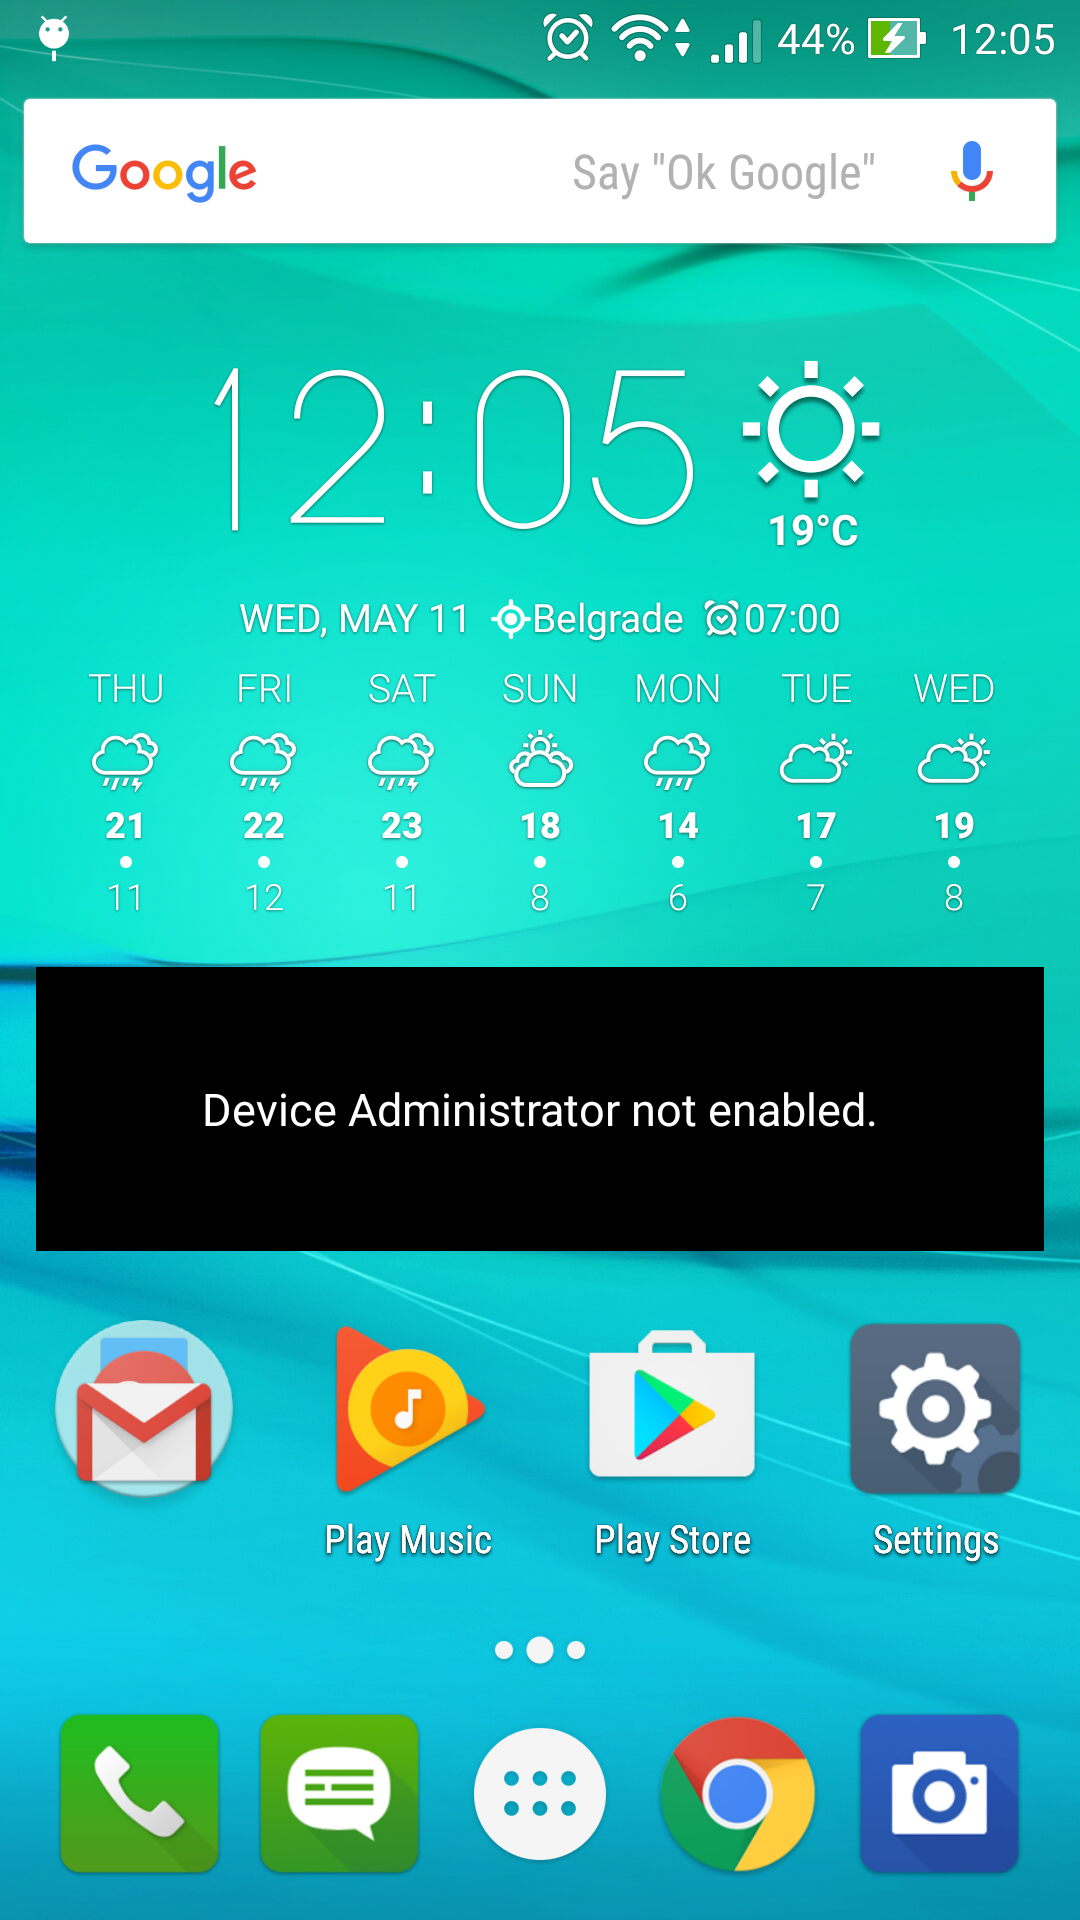 44% 12:05
Google Say "Ok Google"
12:05
19°C
WED, MAY 11 Belgrade 07:00
THU FRI SAT SUN MON TUE WED
21 22 23 18 14 17 19
11 12 11 8 6 7 8
Device Administrator not enabled.
Play Music Play Store Settings